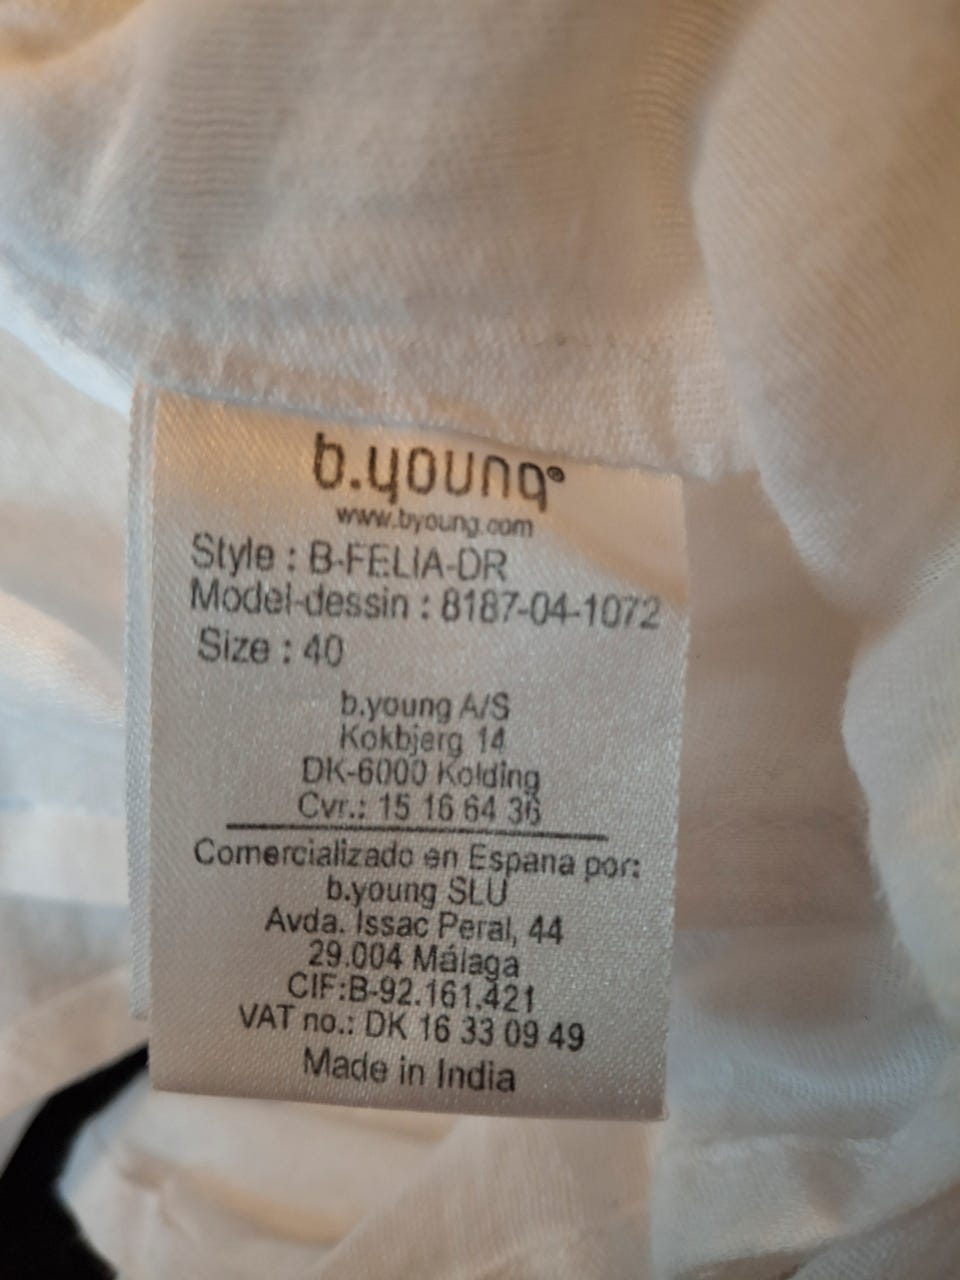 b.young®
www.byoung.com
Style : B-FELIA-DR
Model-dessin : 8187-04-1072
Size : 40
b.young A/S
Kokbjerg 14
DK-6000 Kolding
Cvr.: 15 16 64 36
Comercializado en Espana por:
b.young SLU
Avda. Issac Peral, 44
29.004 Málaga
CIF:B-92.161.421
VAT no.: DK 16 33 09 49
Made in India